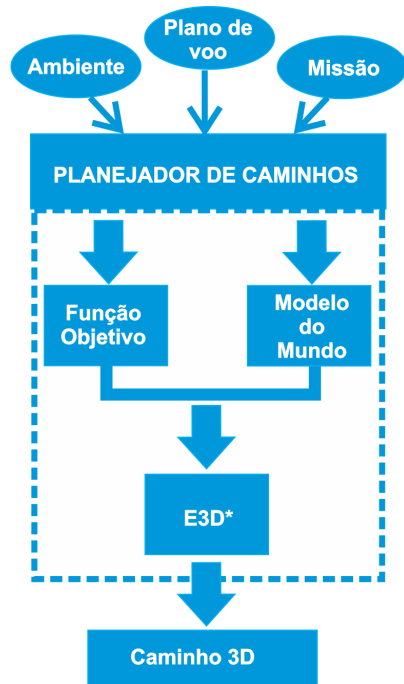 Plano de
voo
Ambiente
Missão
PLANEJADOR DE CAMINHOS
Função
Objetivo
Modelo
do
Mundo
E3D*
Caminho 3D